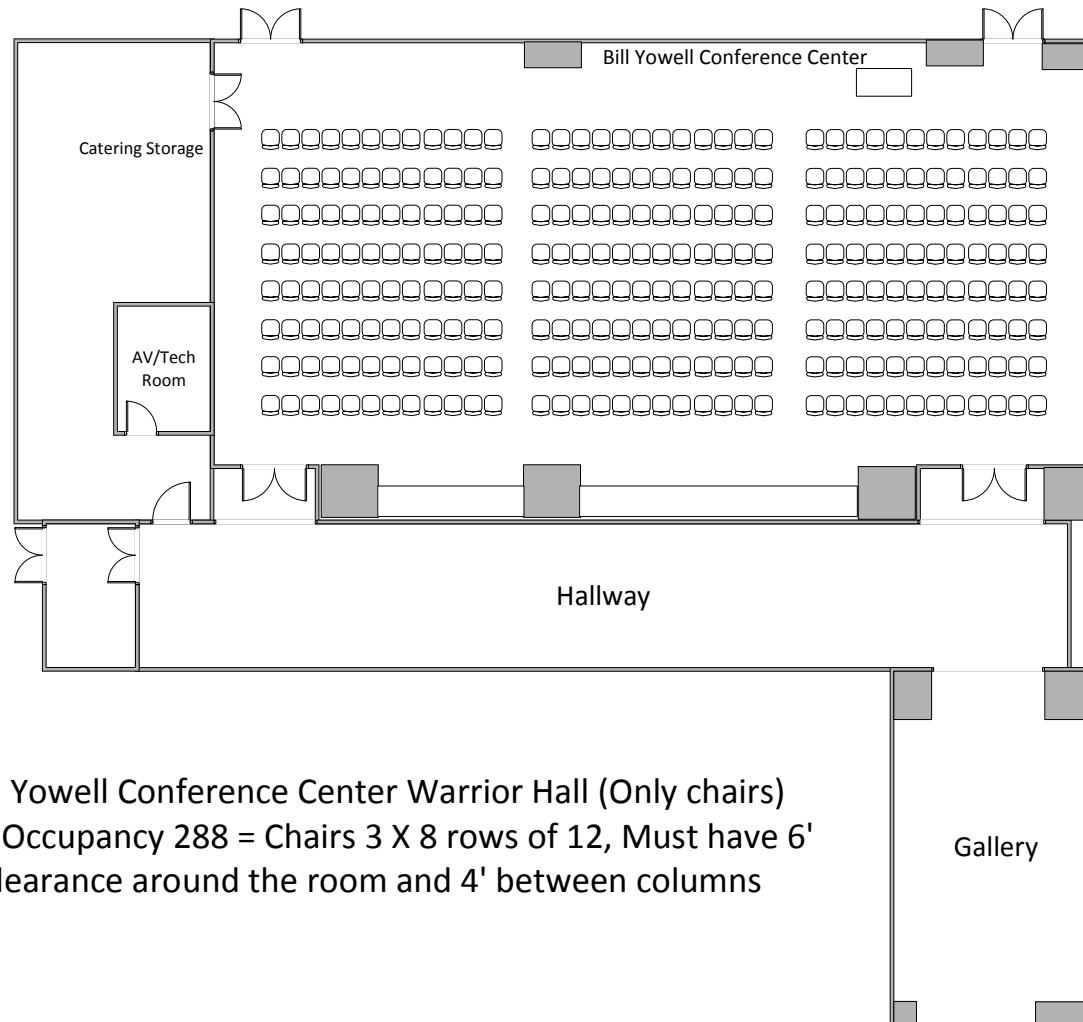 Bill Yowell Conference Center
Catering Storage
AV/Tech
Room
Hallway
Yowell Conference Center Warrior Hall (Only chairs)
Occupancy 288 = Chairs 3 X 8 rows of 12, Must have 6'
learance around the room and 4' between columns
Gallery